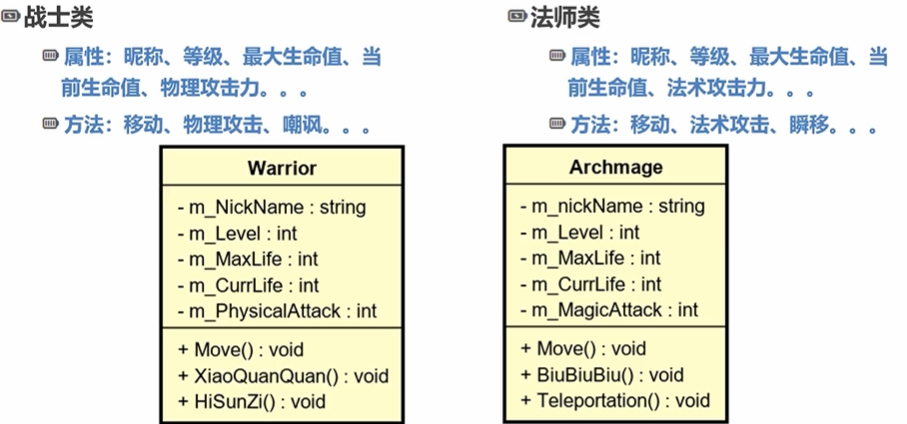 战士类
属性：昵称、等级、最大生命值、当
前生命值、物理攻击力。。。
方法：移动、物理攻击、嘲讽。。。
Warrior
- m_NickName : string
- m_Level : int
- m_MaxLife : int
- m_CurrLife : int
- m_PhysicalAttack : int
+ Move() : void
+ XiaoQuanQuan() : void
+ HiSunZi() : void
法师类
属性：昵称、等级、最大生命值、当
前生命值、法术攻击力。。。
方法：移动、法术攻击、瞬移。。。
Archmage
- m_nickName : string
- m_Level : int
- m_MaxLife : int
- m_CurrLife : int
- m_MagicAttack : int
+ Move() : void
+ BiuBiuBiu() : void
+ Teleportation() : void